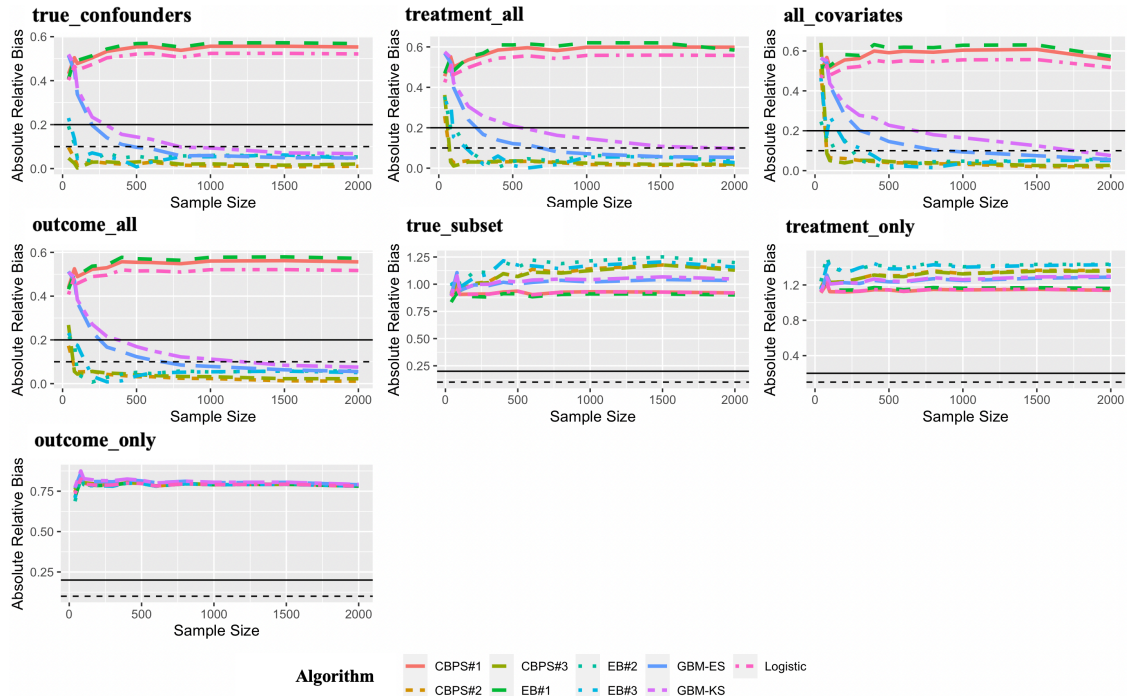 true_confounders
treatment_all
all_covariates
Absolute Relative Bias
0.6
0.4
0.2
0.0
0 500 1000 1500 2000
Sample Size
Absolute Relative Bias
0.6
0.4
0.2
0.0
0 500 1000 1500 2000
Sample Size
Absolute Relative Bias
0.6
0.4
0.2
0.0
0 500 1000 1500 2000
Sample Size
outcome_all
true_subset
treatment_only
Absolute Relative Bias
0.6
0.4
0.2
0.0
0 500 1000 1500 2000
Sample Size
Absolute Relative Bias
1.25
1.00
0.75
0.50
0.25
0 500 1000 1500 2000
Sample Size
Absolute Relative Bias
1.2
0.8
0.4
0 500 1000 1500 2000
Sample Size
outcome_only
Absolute Relative Bias
0.75
0.50
0.25
0 500 1000 1500 2000
Sample Size
Algorithm
CBPS#1 CBPS#3 EB#2 GBM-ES Logistic
CBPS#2 EB#1 EB#3 GBM-KS